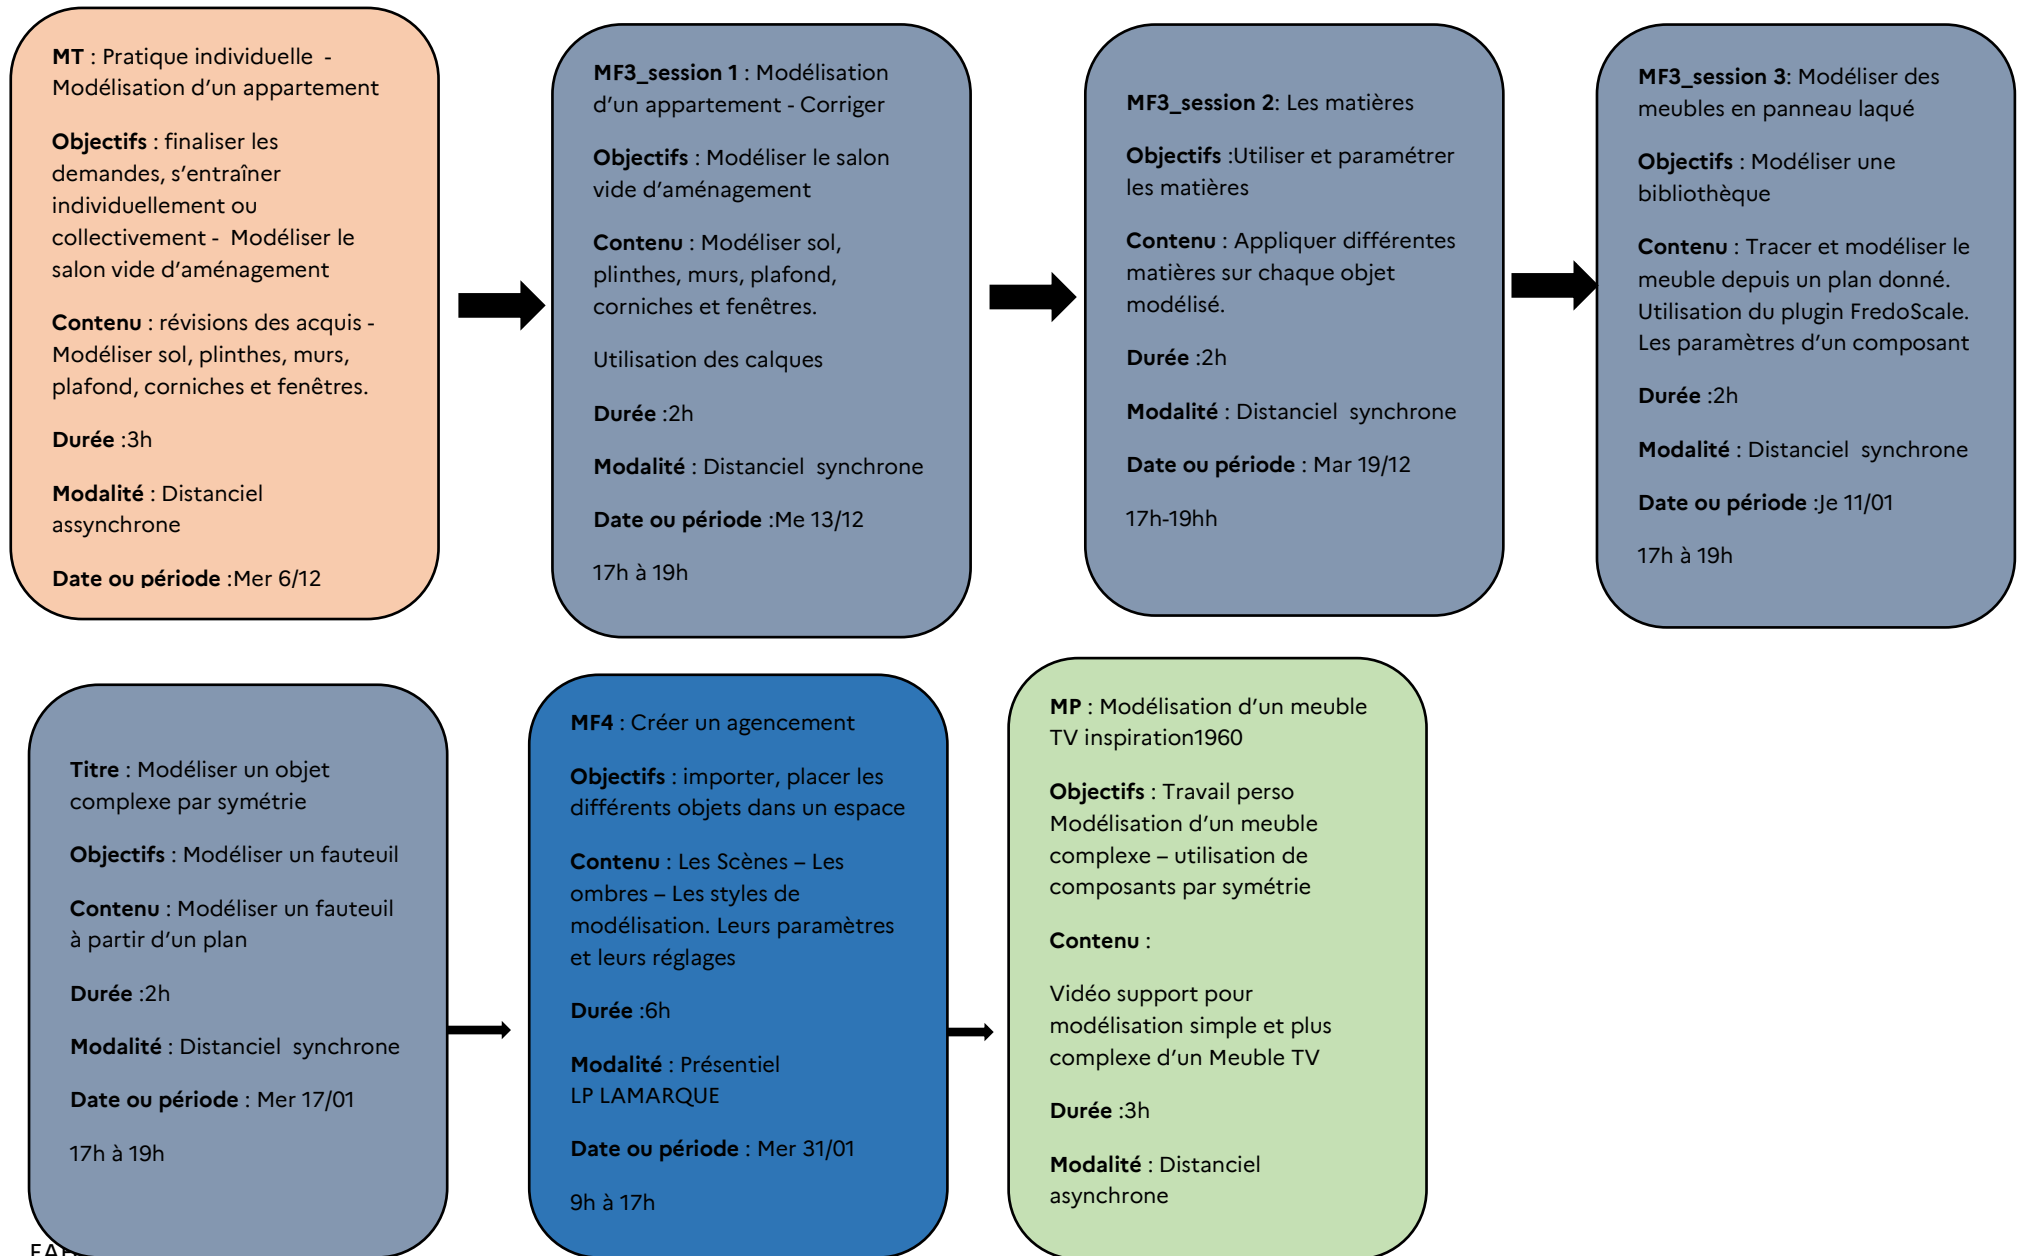 MT : Pratique individuelle -
Modélisation d’un appartement
Objectifs : finaliser les
demandes, s’entraîner
individuellement ou
collectivement - Modéliser le
salon vide d’aménagement
Contenu : révisions des acquis -
Modéliser sol, plinthes, murs,
plafond, corniches et fenêtres.
Durée :3h
Modalité : Distanciel
assynchrone
Date ou période :Mer 6/12
MF3_session 1 : Modélisation
d’un appartement - Corriger
Objectifs : Modéliser le salon
vide d’aménagement
Contenu : Modéliser sol,
plinthes, murs, plafond,
corniches et fenêtres.
Utilisation des calques
Durée :2h
Modalité : Distanciel synchrone
Date ou période :Me 13/12
17h à 19h
MF3_session 2: Les matières
Objectifs :Utiliser et paramétrer
les matières
Contenu : Appliquer différentes
matières sur chaque objet
modélisé.
Durée :2h
Modalité : Distanciel synchrone
Date ou période : Mar 19/12
17h-19hh
MF3_session 3: Modéliser des
meubles en panneau laqué
Objectifs : Modéliser une
bibliothèque
Contenu : Tracer et modéliser le
meuble depuis un plan donné.
Utilisation du plugin FredoScale.
Les paramètres d’un composant
Durée :2h
Modalité : Distanciel synchrone
Date ou période :Je 11/01
17h à 19h
Titre : Modéliser un objet
complexe par symétrie
Objectifs : Modéliser un fauteuil
Contenu : Modéliser un fauteuil
à partir d’un plan
Durée :2h
Modalité : Distanciel synchrone
Date ou période : Mer 17/01
17h à 19h
MF4 : Créer un agencement
Objectifs : importer, placer les
différents objets dans un espace
Contenu : Les Scènes – Les
ombres – Les styles de
modélisation. Leurs paramètres
et leurs réglages
Durée :6h
Modalité : Présentiel
LP LAMARQUE
Date ou période : Mer 31/01
9h à 17h
MP : Modélisation d’un meuble
TV inspiration1960
Objectifs : Travail perso
Modélisation d’un meuble
complexe – utilisation de
composants par symétrie
Contenu :
Vidéo support pour
modélisation simple et plus
complexe d’un Meuble TV
Durée :3h
Modalité : Distanciel
asynchrone